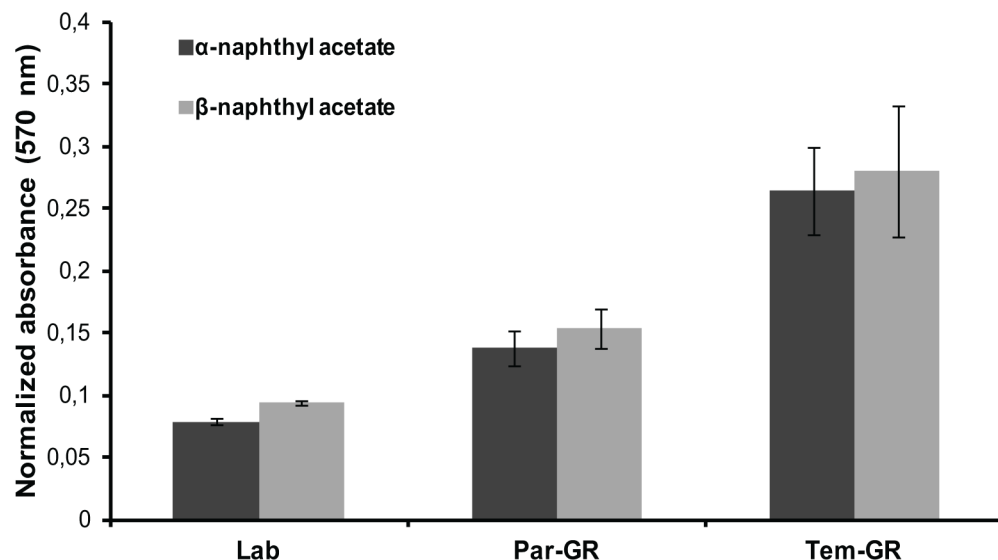 Normalized absorbance (570 nm)
0,4
0,35
0,3
0,25
0,2
0,15
0,1
0,05
0
α-naphthyl acetate
β-naphthyl acetate
Lab
Par-GR
Tem-GR